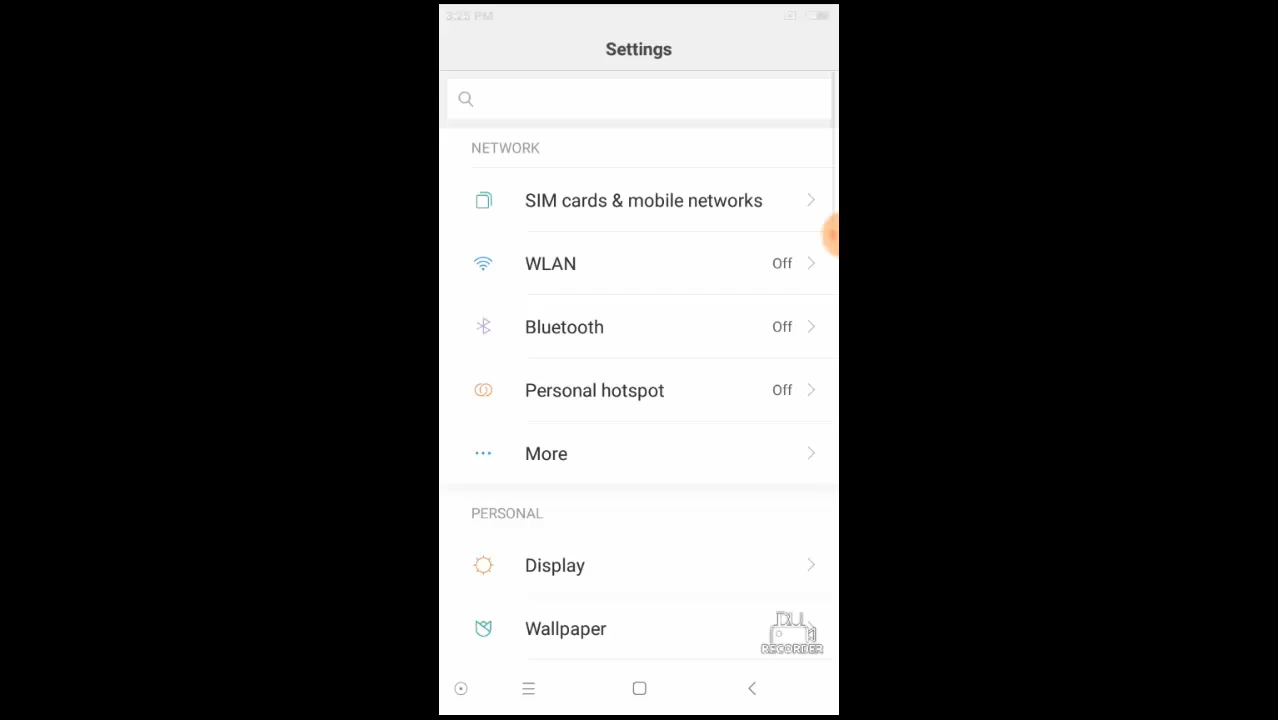 3:25 PM
Settings
NETWORK
SIM cards & mobile networks
WLAN Off
Bluetooth Off
Personal hotspot Off
More
PERSONAL
Display
Wallpaper
DU
RECORDER